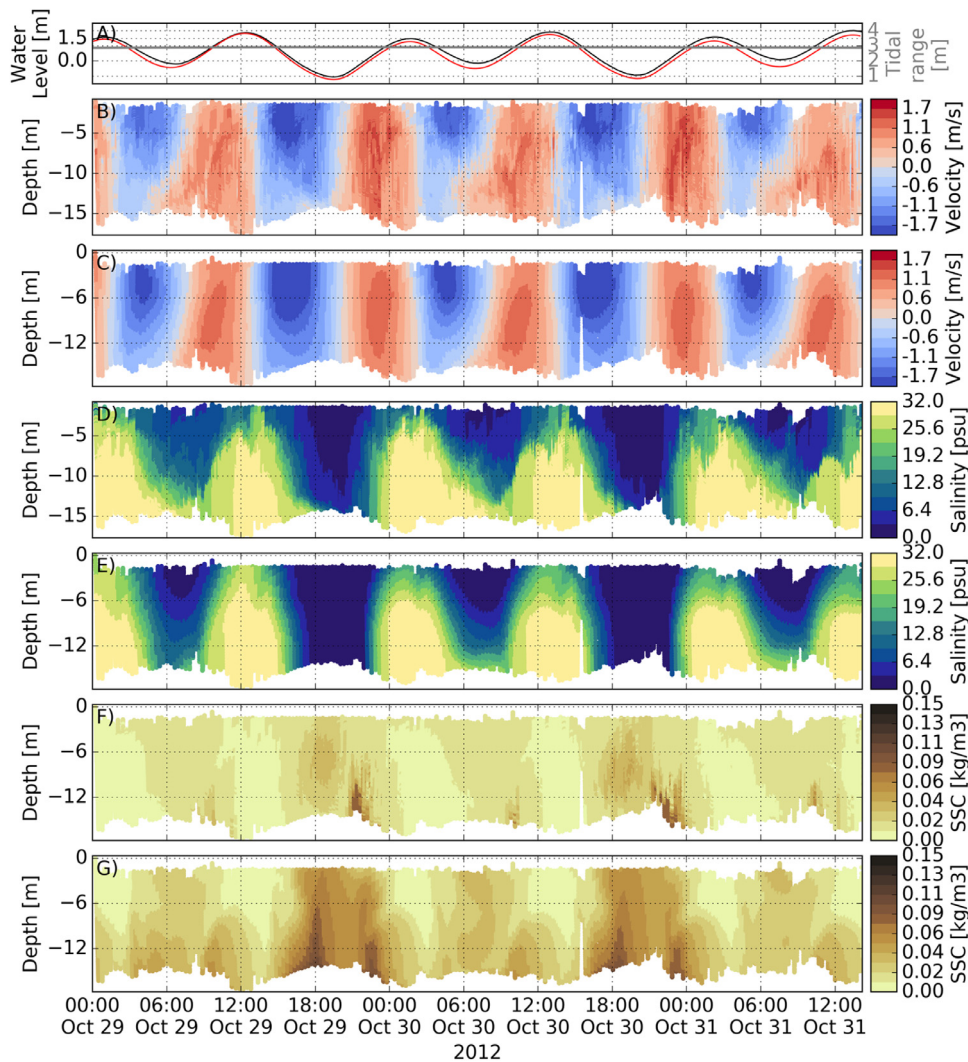 A)
Water
Level [m]
1.5
0.0
4
3
2
1
Tidal
range
[m]
B)
Depth [m]
−5
−10
−15
1.7
1.1
0.6
0.0
-0.6
-1.1
-1.7
Velocity [m/s]
C)
Depth [m]
0
−6
−12
1.7
1.1
0.6
0.0
-0.6
-1.1
-1.7
Velocity [m/s]
D)
Depth [m]
−5
−10
−15
32.0
25.6
19.2
12.8
6.4
0.0
Salinity [psu]
E)
Depth [m]
0
−6
−12
32.0
25.6
19.2
12.8
6.4
0.0
Salinity [psu]
F)
Depth [m]
0
−6
−12
0.15
0.13
0.11
0.09
0.06
0.04
0.02
0.00
SSC [kg/m3]
G)
Depth [m]
0
−6
−12
0.15
0.13
0.11
0.09
0.06
0.04
0.02
0.00
SSC [kg/m3]
00:00 06:00 12:00 18:00 00:00 06:00 12:00 18:00 00:00 06:00 12:00
Oct 29 Oct 29 Oct 29 Oct 29 Oct 30 Oct 30 Oct 30 Oct 30 Oct 31 Oct 31 Oct 31
2012